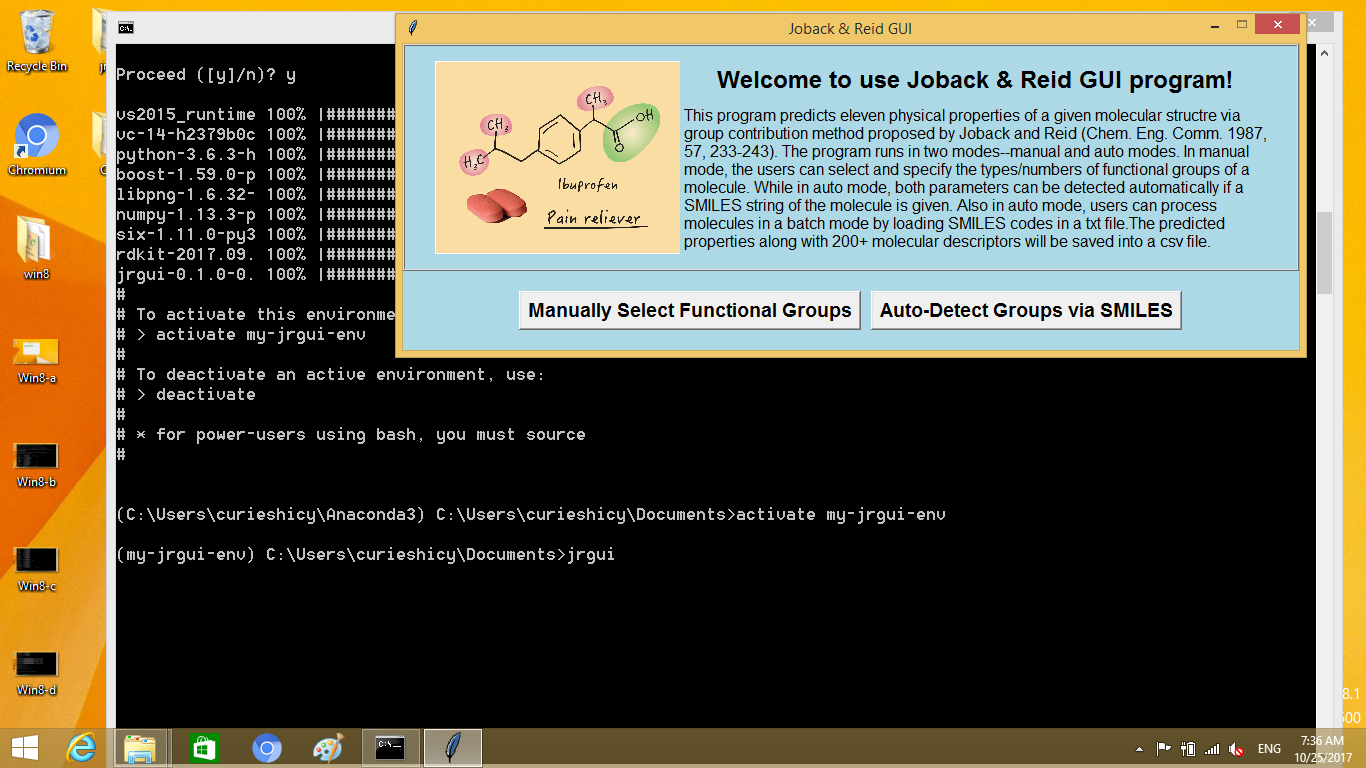 Recycle Bin
Chromium
win8
Win8-a
Win8-b
Win8-c
Win8-d
Proceed ([y]/n)? y
vs2015_runtime 100% |########
vc-14-h2379b0c 100% |########
python-3.6.3-h 100% |########
boost-1.59.0-p 100% |########
libpng-1.6.32- 100% |########
numpy-1.13.3-p 100% |########
six-1.11.0-py3 100% |########
rdkit-2017.09. 100% |########
jrgui-0.1.0-0. 100% |########
#
# To activate this environme
# > activate my-jrgui-env
#
# To deactivate an active environment, use:
# > deactivate
#
# * for power-users using bash, you must source
#
(C:\Users\curieshicy\Anaconda3) C:\Users\curieshicy\Documents>activate my-jrgui-env
(my-jrgui-env) C:\Users\curieshicy\Documents>jrgui
Joback & Reid GUI
CH3
CH3
H3C
OH
O
Ibuprofen
Pain reliever
Welcome to use Joback & Reid GUI program!
This program predicts eleven physical properties of a given molecular structre via
group contribution method proposed by Joback and Reid (Chem. Eng. Comm. 1987,
57, 233-243). The program runs in two modes--manual and auto modes. In manual
mode, the users can select and specify the types/numbers of functional groups of a
molecule. While in auto mode, both parameters can be detected automatically if a
SMILES string of the molecule is given. Also in auto mode, users can process
molecules in a batch mode by loading SMILES codes in a txt file.The predicted
properties along with 200+ molecular descriptors will be saved into a csv file.
Manually Select Functional Groups
Auto-Detect Groups via SMILES
8.1
ENG
7:36 AM
10/25/2017